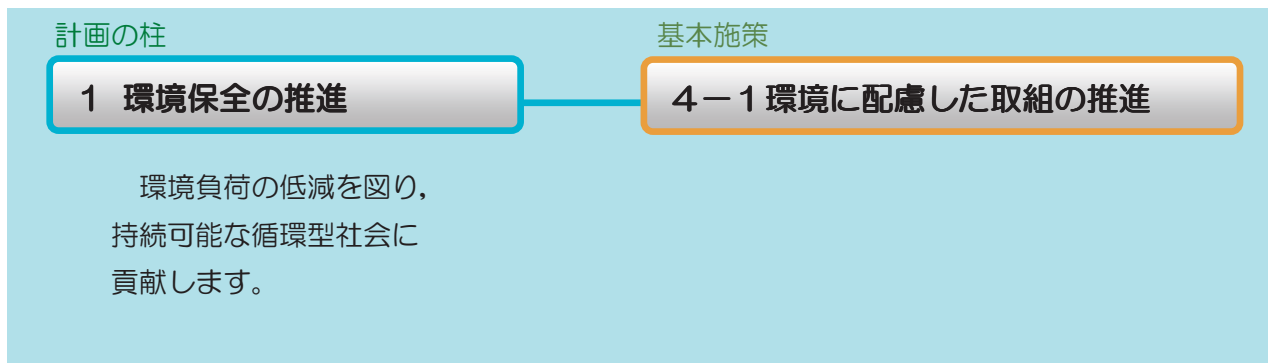 計画の柱
基本施策
1 環境保全の推進
4－1環境に配慮した取組の推進
環境負荷の低減を図り，
持続可能な循環型社会に
貢献します。